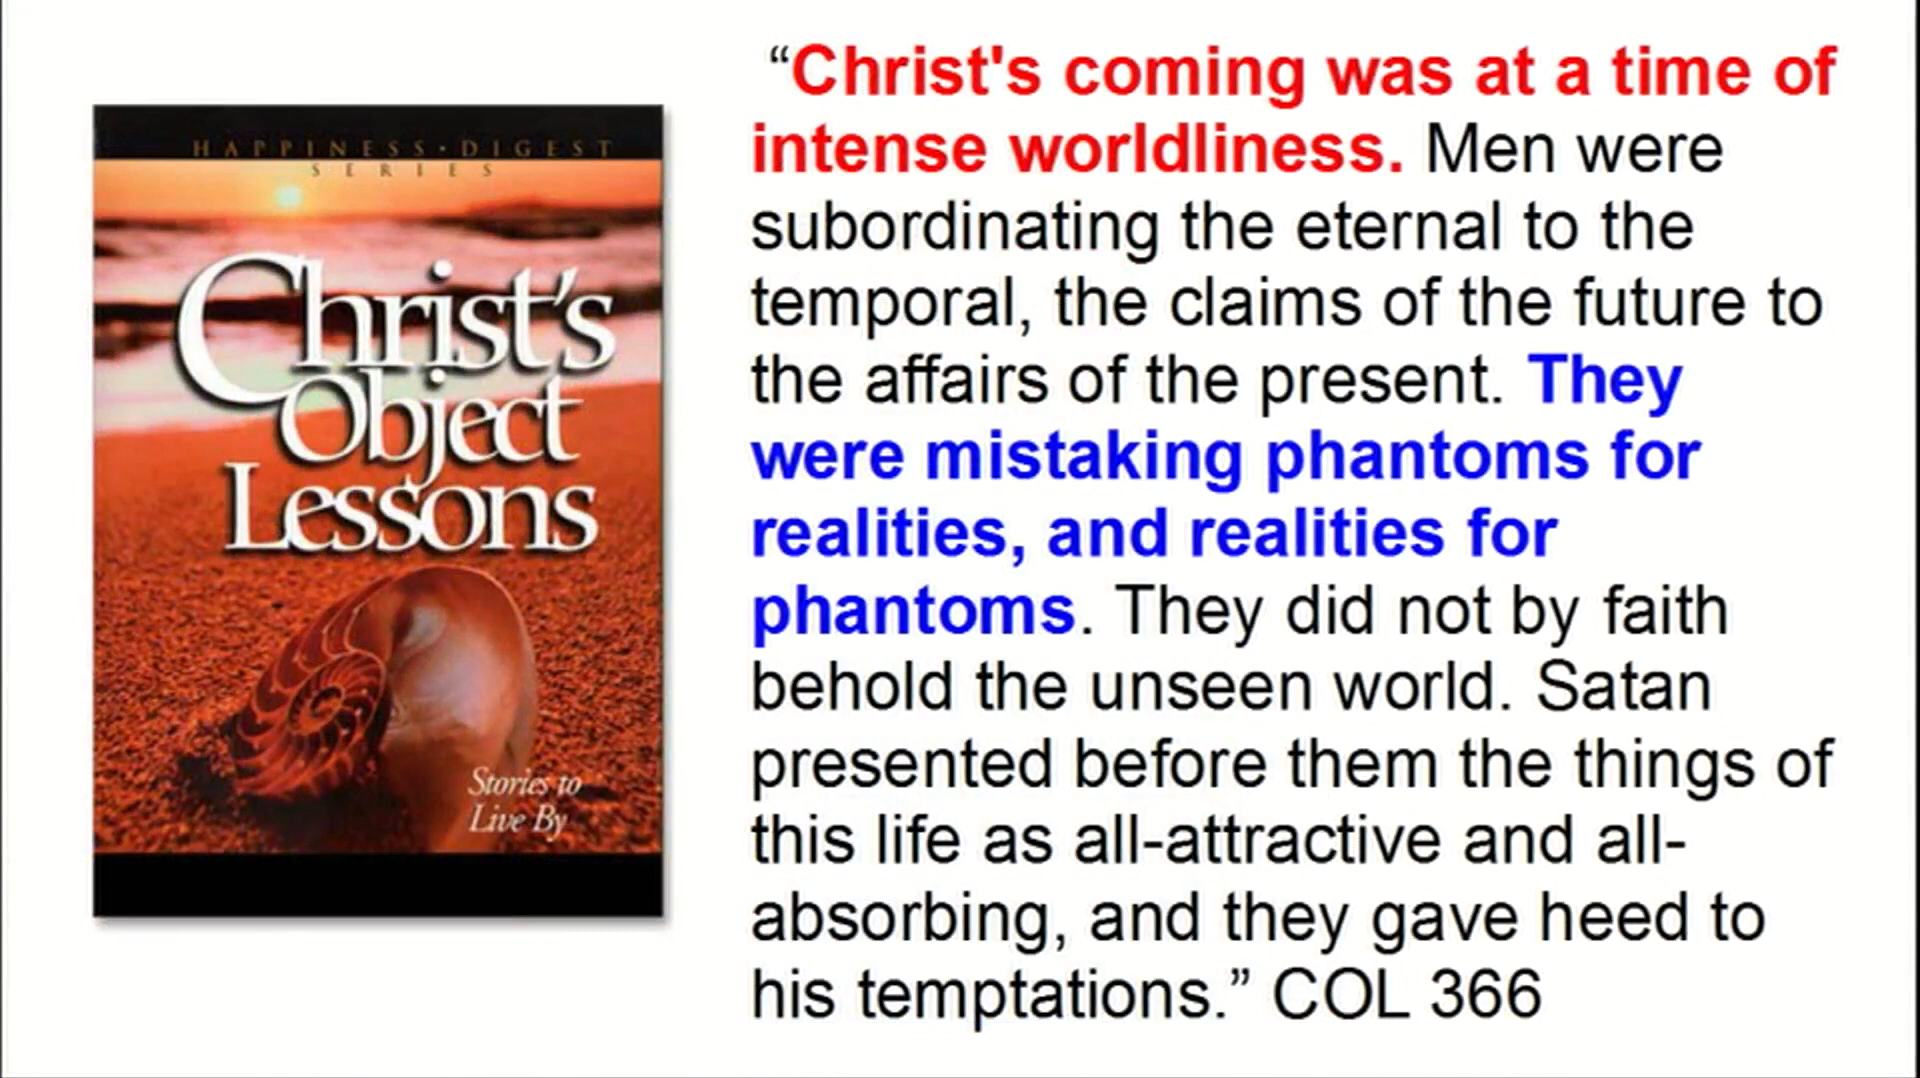 HAPPINESS·DIGEST
SERIES
Christ's
Object
Lessons
Stories to
Live By
“Christ's coming was at a time of
intense worldliness. Men were
subordinating the eternal to the
temporal, the claims of the future to
the affairs of the present. They
were mistaking phantoms for
realities, and realities for
phantoms. They did not by faith
behold the unseen world. Satan
presented before them the things of
this life as all-attractive and all-
absorbing, and they gave heed to
his temptations.” COL 366